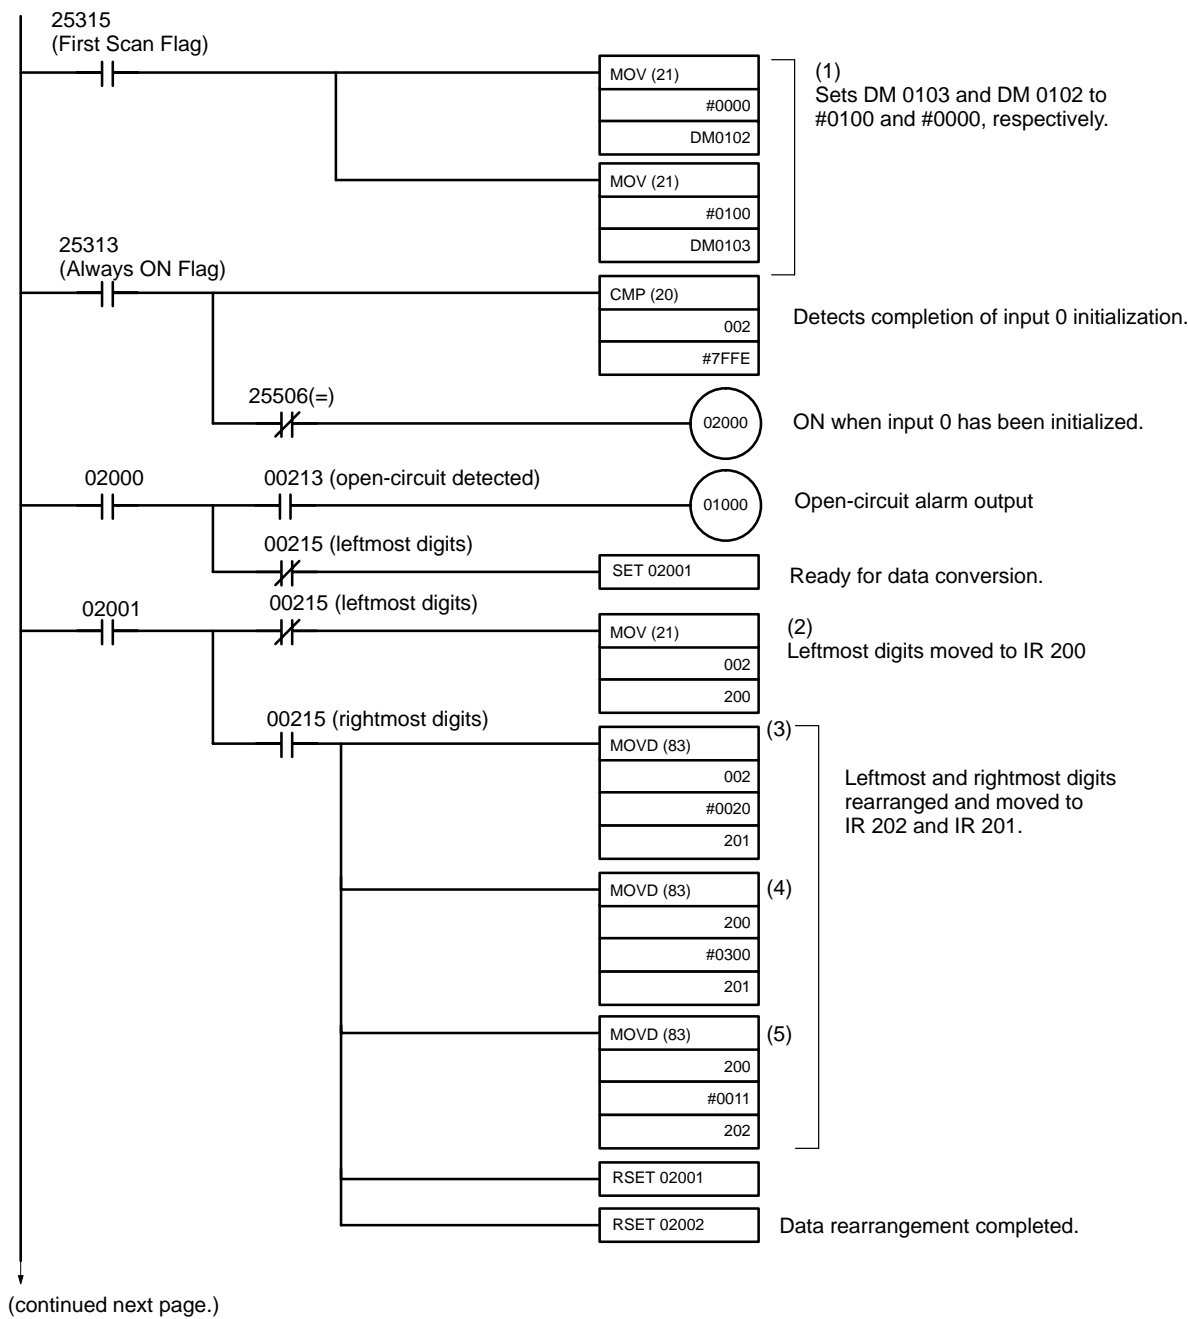 25315
(First Scan Flag)
MOV (21)
#0000
DM0102
(1)
Sets DM 0103 and DM 0102 to
#0100 and #0000, respectively.
MOV (21)
#0100
DM0103
25313
(Always ON Flag)
CMP (20)
002
#7FFE
Detects completion of input 0 initialization.
25506(=)
02000
ON when input 0 has been initialized.
02000
00213 (open-circuit detected)
01000
Open-circuit alarm output
00215 (leftmost digits)
SET 02001
Ready for data conversion.
02001
00215 (leftmost digits)
MOV (21)
002
200
(2)
Leftmost digits moved to IR 200
00215 (rightmost digits)
MOVD (83)
002
#0020
201
(3)
Leftmost and rightmost digits
rearranged and moved to
IR 202 and IR 201.
MOVD (83)
200
#0300
201
(4)
MOVD (83)
200
#0011
202
(5)
RSET 02001
RSET 02002
Data rearrangement completed.
(continued next page.)